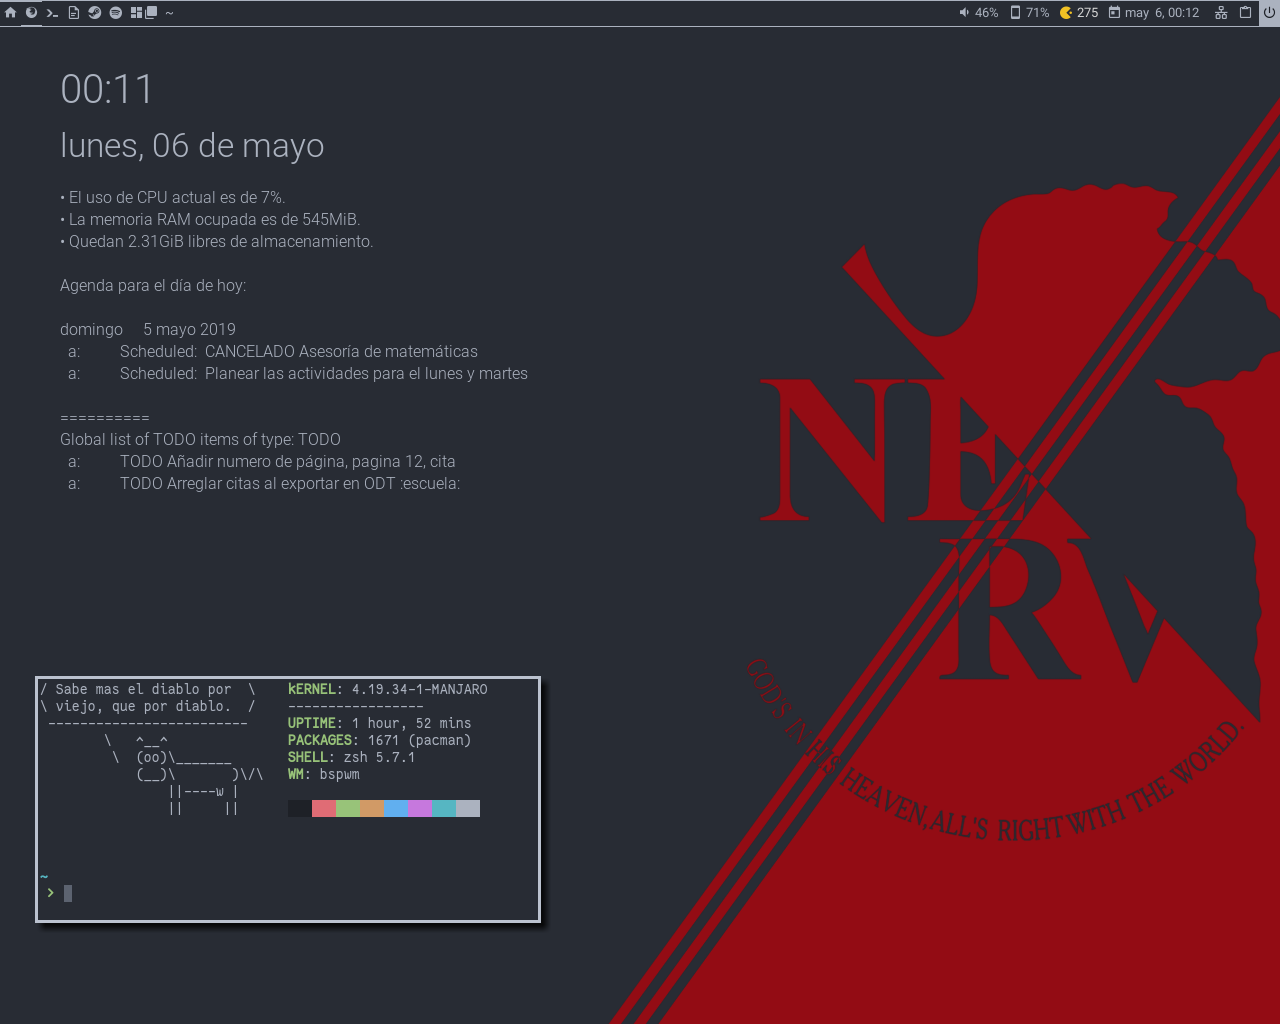 ~ 46% 71% 275 may  6, 00:12
00:11
lunes, 06 de mayo
• El uso de CPU actual es de 7%.
• La memoria RAM ocupada es de 545MiB.
• Quedan 2.31GiB libres de almacenamiento.
Agenda para el día de hoy:
domingo     5 mayo 2019
  a:          Scheduled:  CANCELADO Asesoría de matemáticas
  a:          Scheduled:  Planear las actividades para el lunes y martes
==========
Global list of TODO items of type: TODO
  a:          TODO Añadir numero de página, pagina 12, cita
  a:          TODO Arreglar citas al exportar en ODT :escuela:
NERV
GOD'S IN HIS HEAVEN, ALL'S RIGHT WITH THE WORLD.
/ Sabe mas el diablo por  \    kERNEL: 4.19.34-1-MANJARO
\ viejo, que por diablo.  /    -----------------
 -------------------------     UPTIME: 1 hour, 52 mins
        \   ^__^               PACKAGES: 1671 (pacman)
         \  (oo)\_______       SHELL: zsh 5.7.1
            (__)\       )\/\   WM: bspwm
                ||----w |
                ||     ||
~
 ❯